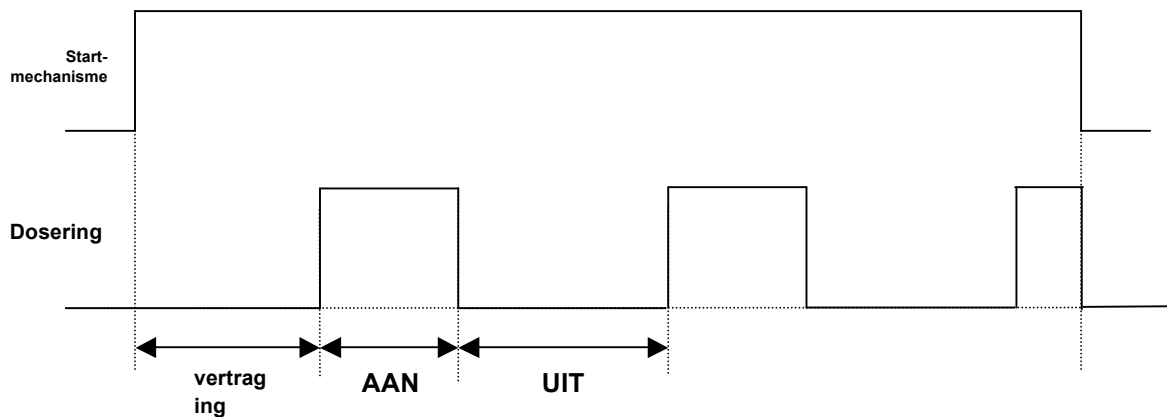 Start-
mechanisme
Dosering
vertrag
ing
AAN
UIT